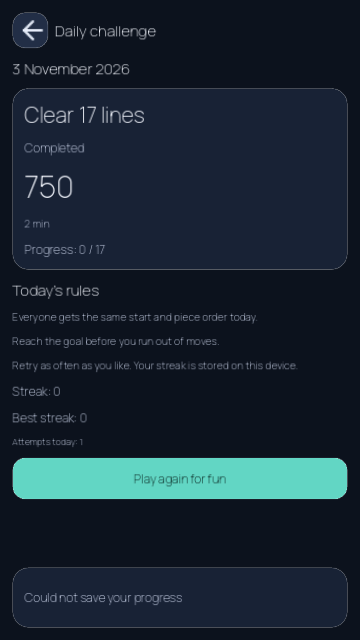 Daily challenge
3 November 2026
Clear 17 lines
Completed
750
2 min
Progress: 0 / 17
Today's rules
Everyone gets the same start and piece order today.
Reach the goal before you run out of moves.
Retry as often as you like. Your streak is stored on this device.
Streak: 0
Best streak: 0
Attempts today: 1
Play again for fun
Could not save your progress